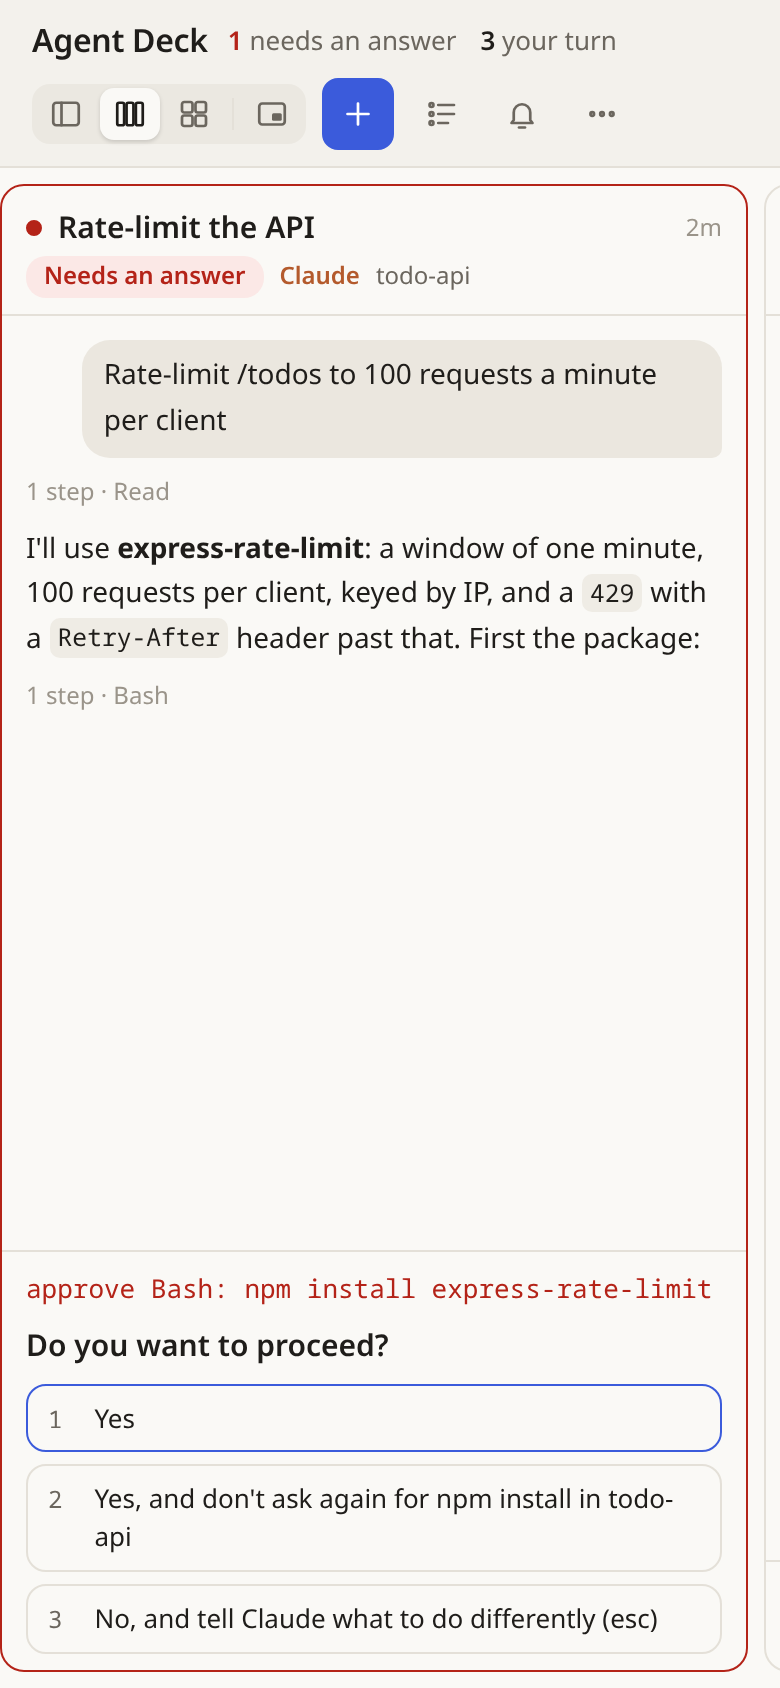 Agent Deck 1 needs an answer 3 your turn
Rate-limit the API 2m
Needs an answer Claude todo-api
Rate-limit /todos to 100 requests a minute
per client
1 step · Read
I'll use express-rate-limit: a window of one minute,
100 requests per client, keyed by IP, and a 429 with
a Retry-After header past that. First the package:
1 step · Bash
approve Bash: npm install express-rate-limit
Do you want to proceed?
1 Yes
2 Yes, and don't ask again for npm install in todo-
api
3 No, and tell Claude what to do differently (esc)